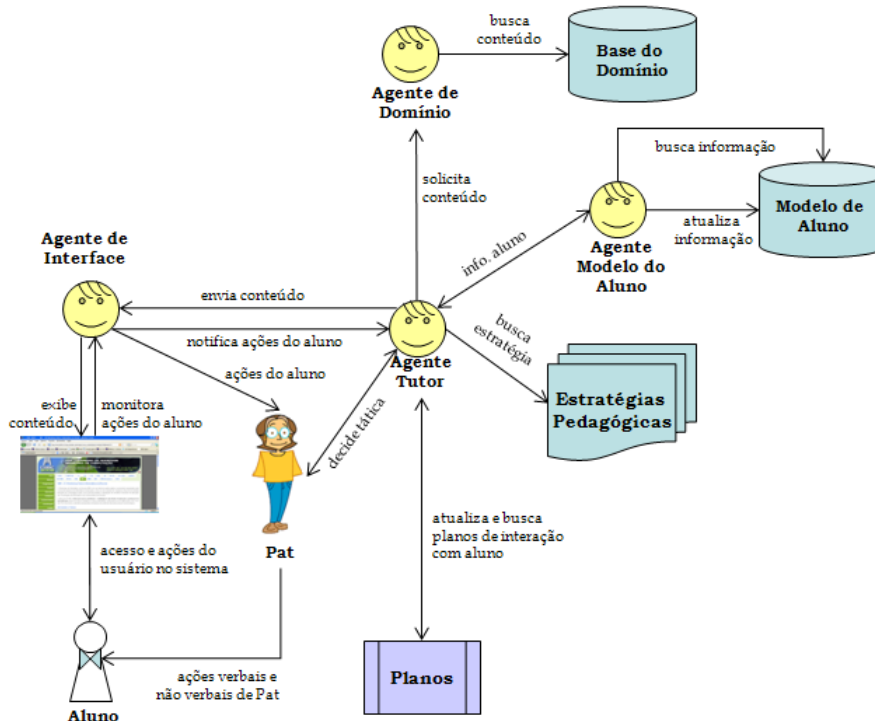 busca
conteúdo
Base do
Domínio
Agente de
Domínio
busca informação
solicita
conteúdo
Modelo de
Aluno
atualiza
informação
Agente
Modelo do
Aluno
info. aluno
Agente de
Interface
envia conteúdo
notifica ações do aluno
busca
estratégia
Agente
Tutor
ações do aluno
Estratégias
Pedagógicas
exibe
conteúdo
monitora
ações do aluno
decide tática
Pat
atualiza e busca
planos de interação
com aluno
acesso e ações do
usuário no sistema
ações verbais e
não verbais de Pat
Planos
Aluno